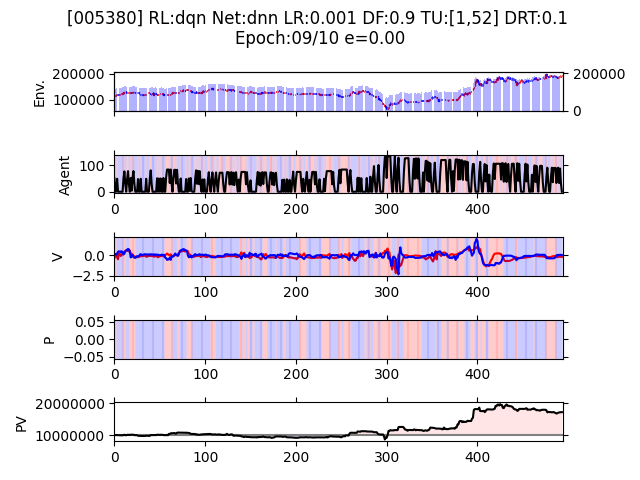 [005380] RL:dqn Net:dnn LR:0.001 DF:0.9 TU:[1,52] DRT:0.1
Epoch:09/10 e=0.00
Env.
200000
100000
200000
0
Agent
100
0
0 100 200 300 400
V
0.0
−2.5
0 100 200 300 400
P
0.05
0.00
−0.05
0 100 200 300 400
PV
20000000
10000000
0 100 200 300 400